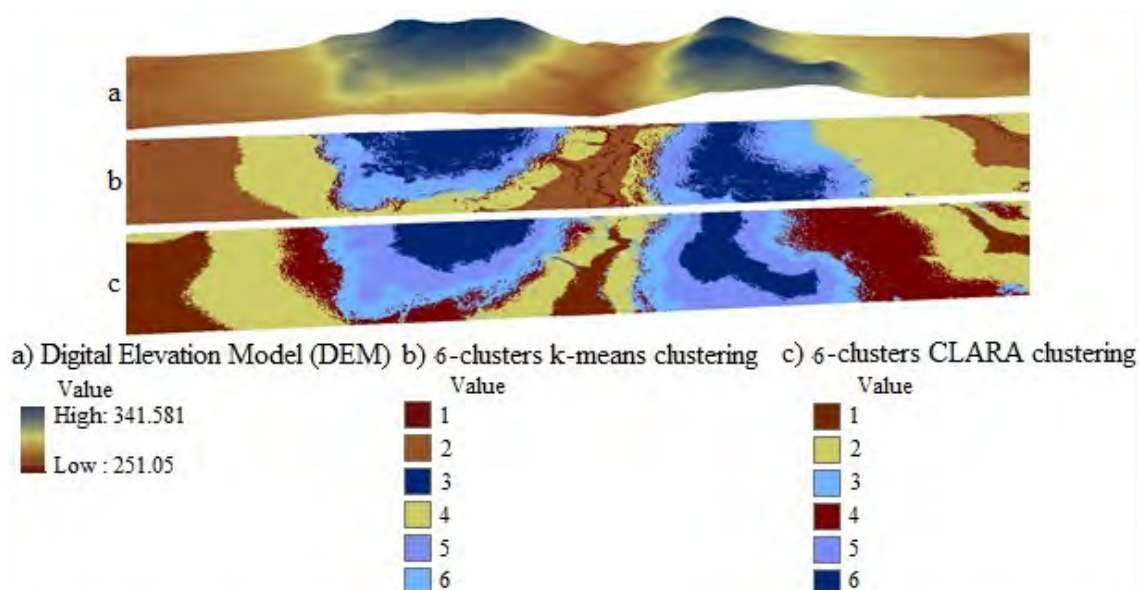 a
b
c
a) Digital Elevation Model (DEM) b) 6-clusters k-means clustering c) 6-clusters CLARA clustering
Value
High: 341.581
Low : 251.05
Value
1
2
3
4
5
6
Value
1
2
3
4
5
6